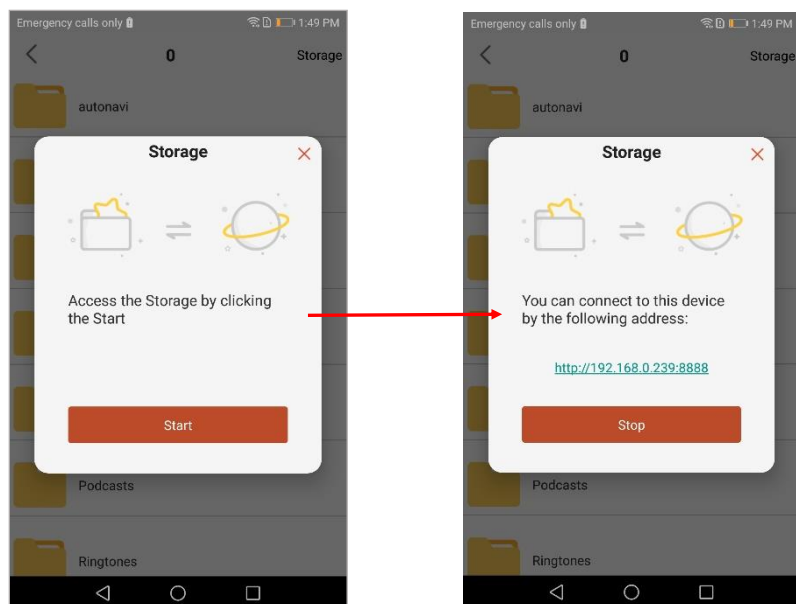 Emergency calls only
1:49 PM
0
Storage
autonavi
Storage
Access the Storage by clicking
the Start
Start
Podcasts
Ringtones
Emergency calls only
1:49 PM
0
Storage
autonavi
Storage
You can connect to this device
by the following address:
http://192.168.0.239:8888
Stop
Podcasts
Ringtones